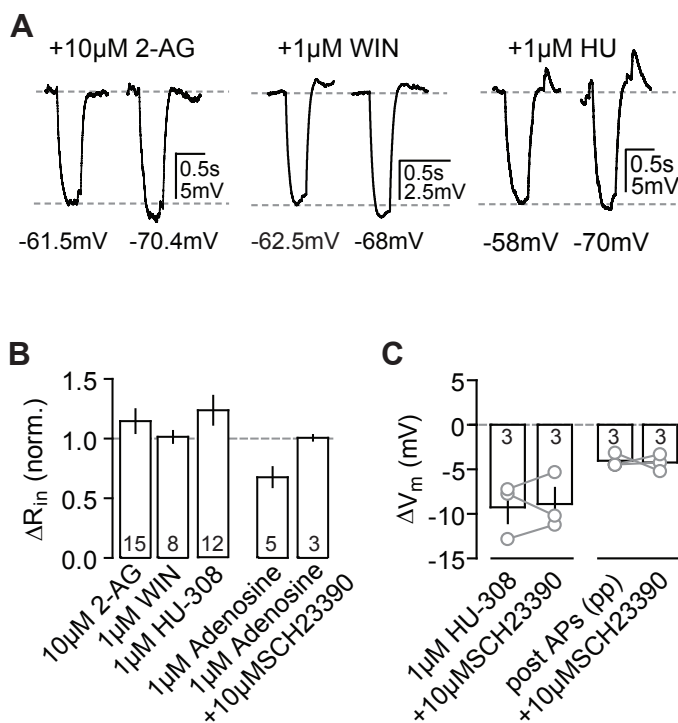 A
+10µM 2-AG
+1µM WIN
+1µM HU
0.5s
5mV
0.5s
2.5mV
0.5s
5mV
-61.5mV
-70.4mV
-62.5mV
-68mV
-58mV
-70mV
B
ΔRin (norm.)
1.5
1.0
0.5
0.0
15
8
12
5
3
10µM 2-AG
1µM WIN
1µM HU-308
1µM Adenosine
1µM Adenosine
+10µMSCH23390
C
ΔVm (mV)
5
0
-5
-10
-15
3
3
3
3
1µM HU-308
+10µMSCH23390
post APs (pp)
+10µMSCH23390